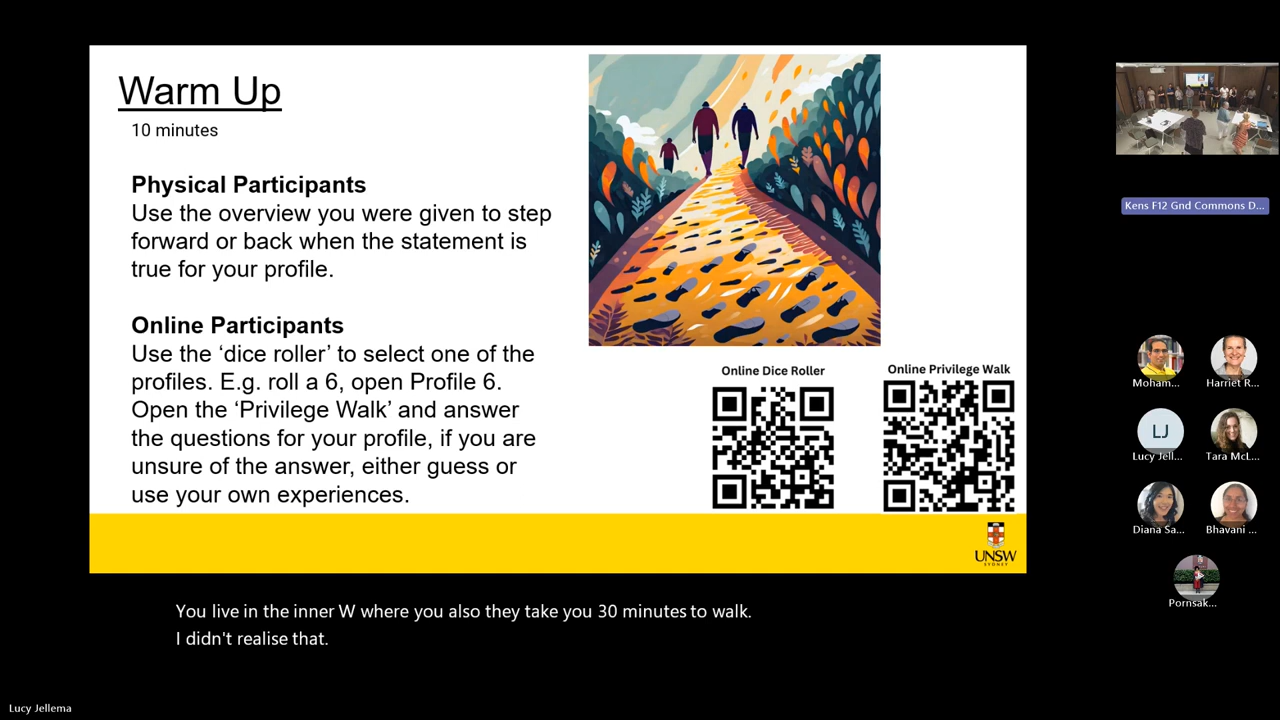 Warm Up
10 minutes
Physical Participants
Use the overview you were given to step
forward or back when the statement is
true for your profile.
Online Participants
Use the ‘dice roller’ to select one of the
profiles. E.g. roll a 6, open Profile 6.
Open the ‘Privilege Walk’ and answer
the questions for your profile, if you are
unsure of the answer, either guess or
use your own experiences.
Online Dice Roller
Online Privilege Walk
UNSW
SYDNEY
Kens F12 Gnd Commons D...
Moham...
Harriet R...
Lucy Jell...
LJ
Tara McL...
Diana Sa...
Bhavani ...
Pornsak...
You live in the inner W where you also they take you 30 minutes to walk.
I didn't realise that.
Lucy Jellema